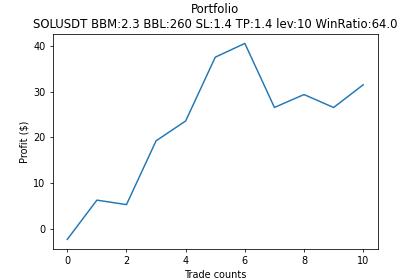 Portfolio
SOLUSDT BBM:2.3 BBL:260 SL:1.4 TP:1.4 lev:10 WinRatio:64.0
40
30
20
10
0
Profit ($)
0 2 4 6 8 10
Trade counts